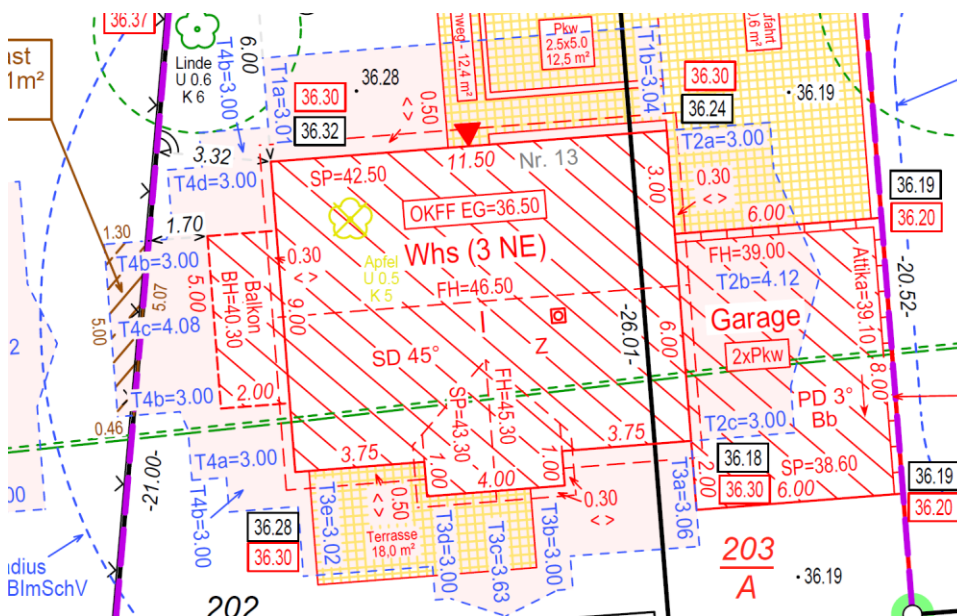 36.37
ast
1m²
Linde
U 0.6
K 6
6.00
T4b=3.00
T1a=3.01
36.30
36.32
36.28
0.50
< >
nweg- 12,4 m²
Pkw
2.5x5.0
12,5 m²
T1b=3.04
36.30
36.24
ufahrt
,6 m²
36.19
3.32
T4d=3.00
SP=42.50
11.50
Nr. 13
3.00
T2a=3.00
0.30
< >
36.19
36.20
1.70
1.30
OKFF EG=36.50
6.00
Apfel
U 0.5
K 5
Whs (3 NE)
FH=46.50
FH=39.00
T2b=4.12
Attika=39.10
-20.52-
T4b=3.00
5.00
5.07
T4c=4.08
T4b=3.00
5.00
Balkon
BH=40.30
0.30
< >
9.00
2.00
SD 45°
Z
-26.01-
6.00
Garage
2xPkw
8.00
PD 3°
Bb
2
0.46
-21.00-
T4a=3.00
T4b=3.00
3.75
SP=43.30
FH=45.30
1.00
4.00
1.00
3.75
T2c=3.00
36.18
36.30
2.00
SP=38.60
6.00
36.19
36.20
00
36.28
36.30
T3e=3.02
0.50
< >
Terrasse
18,0 m²
T3d=3.00
T3c=3.63
T3b=3.00
0.30
< >
T3a=3.06
203
A
36.19
adius
BImSchV
202